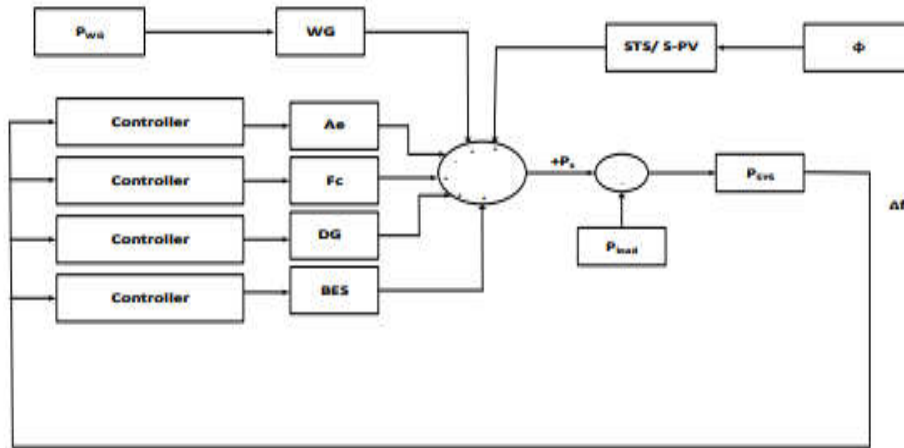 P_WG
WG
STS/ S-PV
Φ
Controller
Ae
Controller
Fc
+P_s
P_SYS
Δf
Controller
DG
P_load
Controller
BES